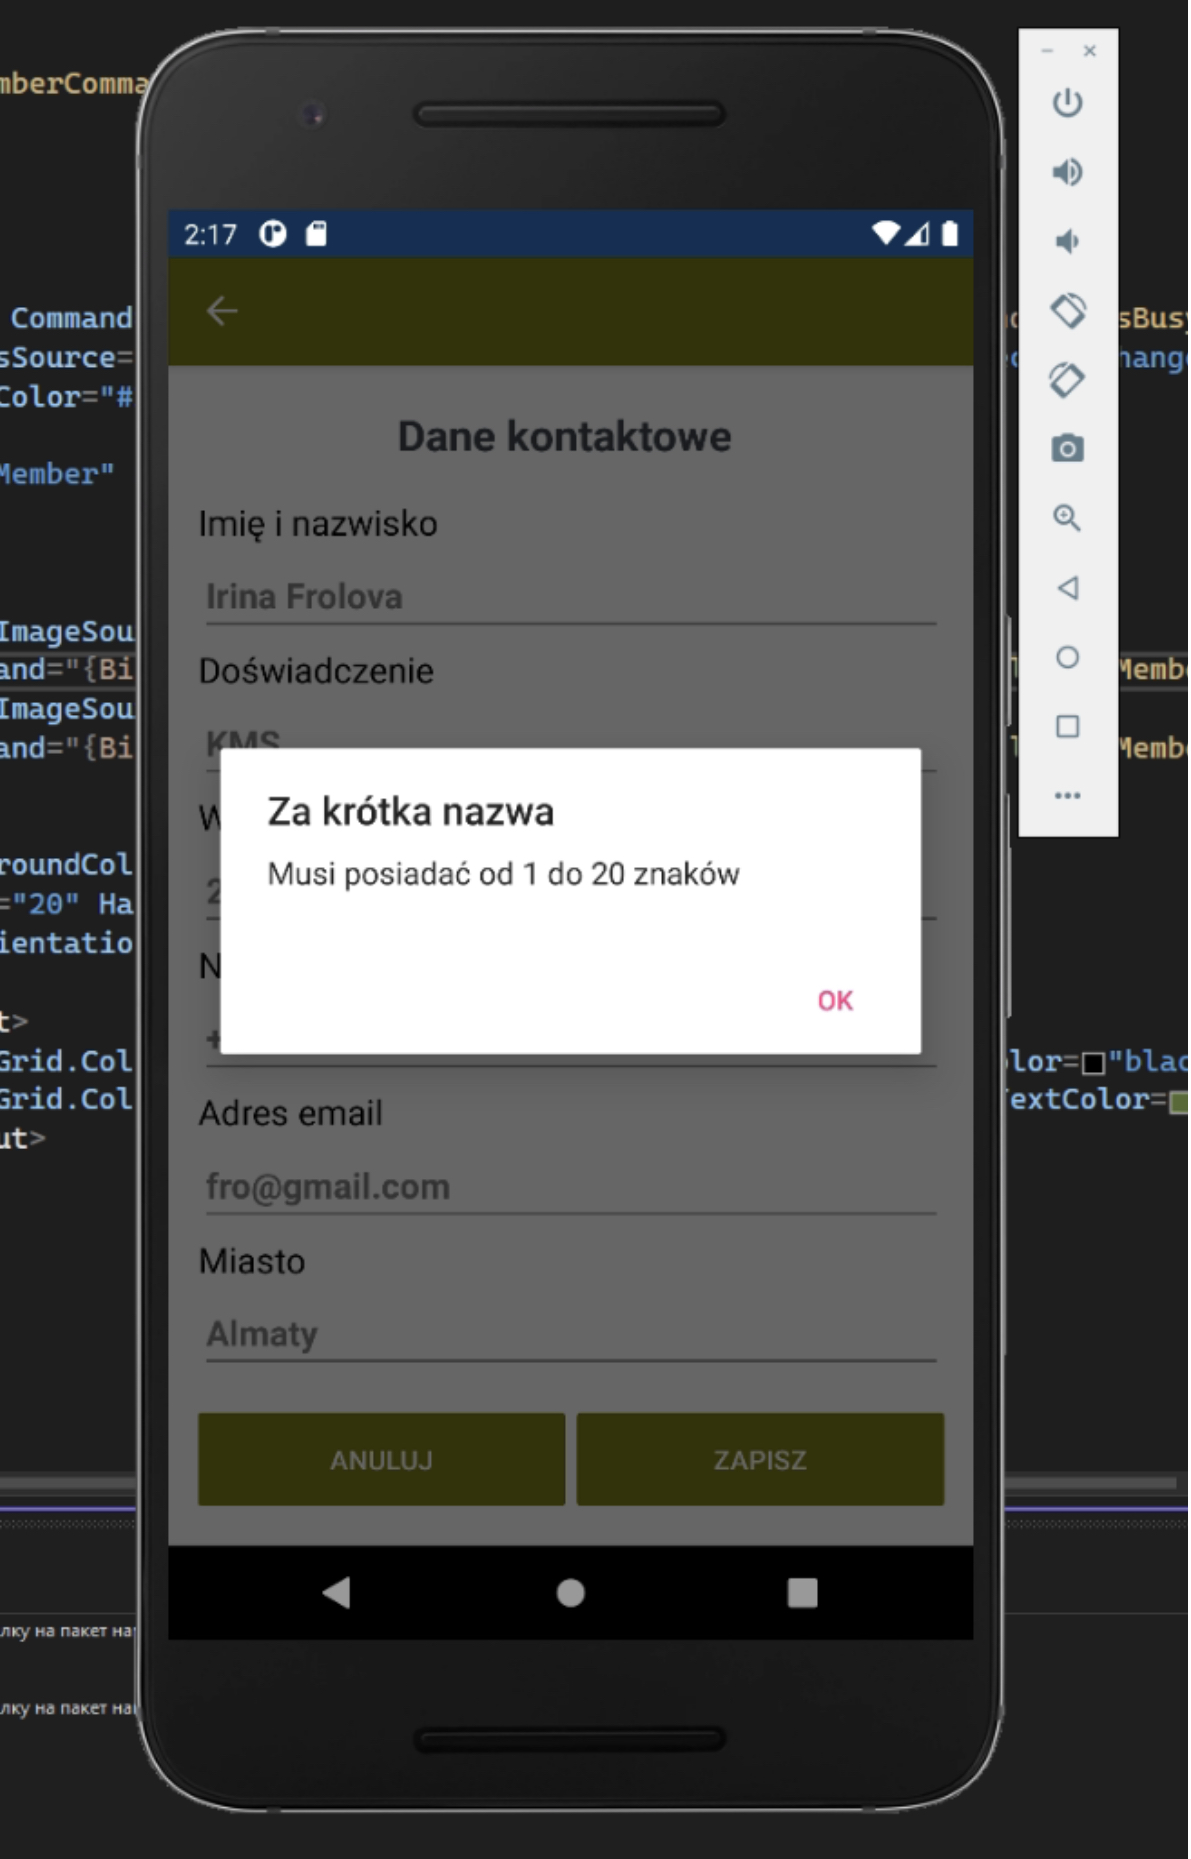 mberComma
2:17
Command
sBusy
sSource=
hang
Color="#
Dane kontaktowe
Member"
Imię i nazwisko
Irina Frolova
ImageSou
Doświadczenie
and="{Bi
Memb
ImageSou
KMS
and="{Bi
Memb
Za krótka nazwa
W
roundCol
Musi posiadać od 1 do 20 znaków
2
="20" Ha
ientatio
N
OK
t>
+
Grid.Col
lor="blac
Grid.Col
extColor=
Adres email
ut>
fro@gmail.com
Miasto
Almaty
ANULUJ
ZAPISZ
лку на пакет на
лку на пакет на